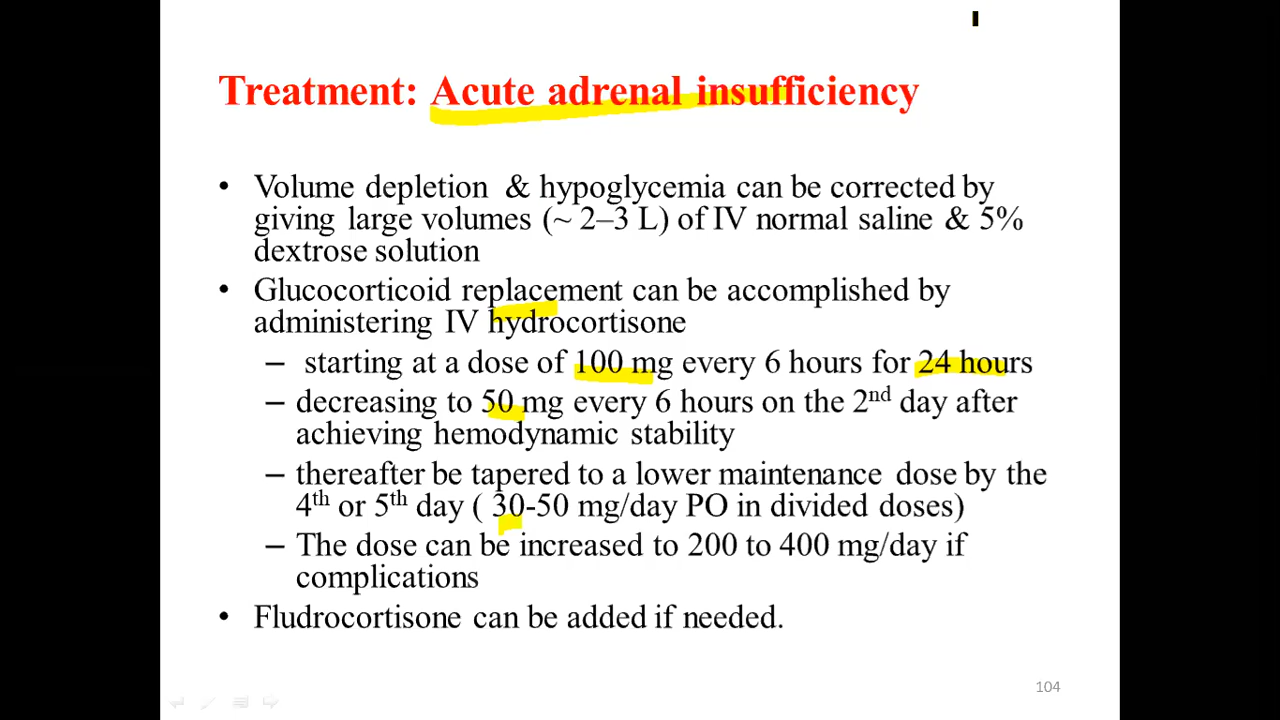 Treatment: Acute adrenal insufficiency
• Volume depletion & hypoglycemia can be corrected by
giving large volumes (~ 2–3 L) of IV normal saline & 5%
dextrose solution
• Glucocorticoid replacement can be accomplished by
administering IV hydrocortisone
– starting at a dose of 100 mg every 6 hours for 24 hours
– decreasing to 50 mg every 6 hours on the 2nd day after
achieving hemodynamic stability
– thereafter be tapered to a lower maintenance dose by the
4th or 5th day ( 30-50 mg/day PO in divided doses)
– The dose can be increased to 200 to 400 mg/day if
complications
• Fludrocortisone can be added if needed.
104